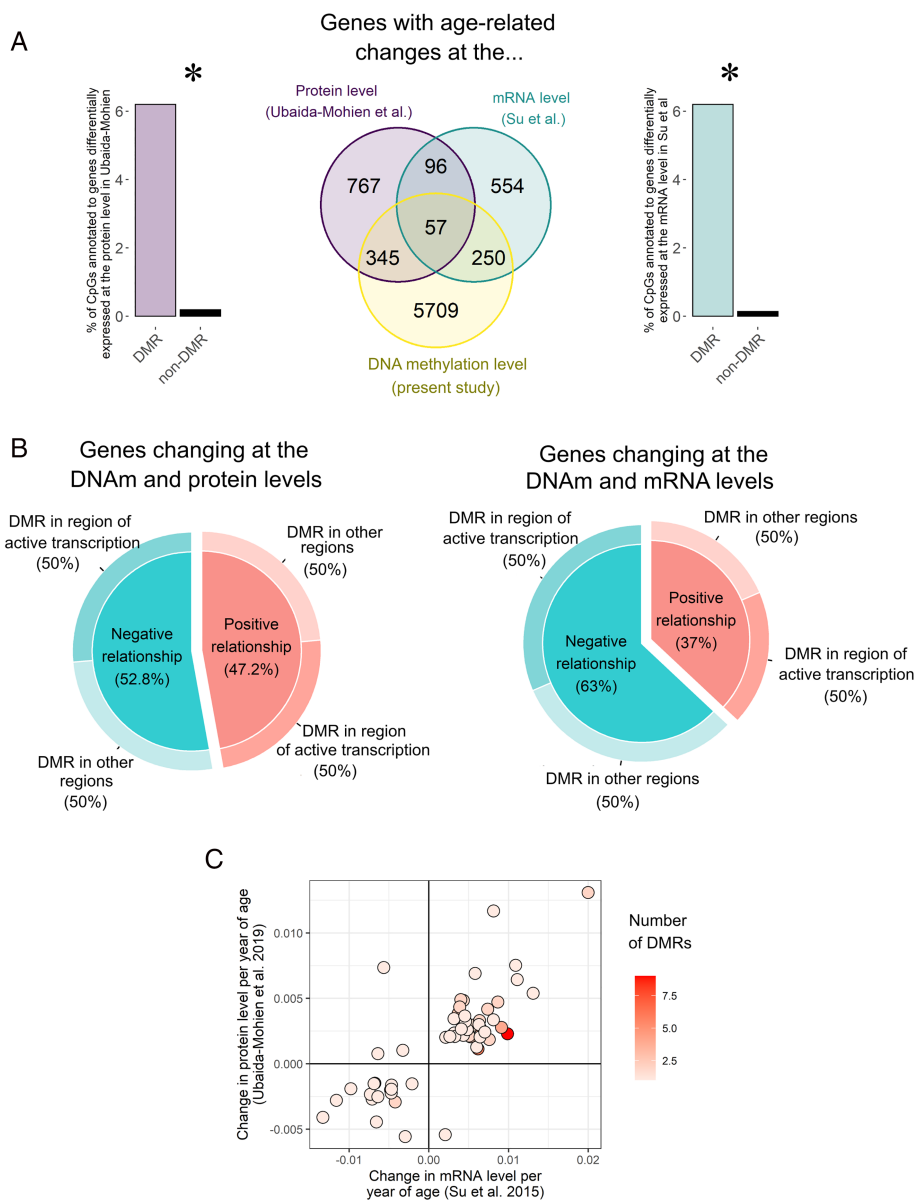 A
Genes with age-related
changes at the...
% of CpGs annotated to genes differentially
expressed at the protein level in Ubaida-Mohien
6
4
2
0
*
DMR
non-DMR
Protein level
(Ubaida-Mohien et al.)
mRNA level
(Su et al.)
767
96
554
57
345
250
5709
DNA methylation level
(present study)
% of CpGs annotated to genes differentially
expressed at the mRNA level in Su et al
6
4
2
0
*
DMR
non-DMR
B
Genes changing at the
DNAm and protein levels
DMR in region of
active transcription
(50%)
DMR in other
regions
(50%)
Negative
relationship
(52.8%)
Positive
relationship
(47.2%)
DMR in other
regions
(50%)
DMR in region
of active transcription
(50%)
Genes changing at the
DNAm and mRNA levels
DMR in region of
active transcription
(50%)
DMR in other regions
(50%)
Positive
relationship
(37%)
Negative
relationship
(63%)
DMR in region of
active transcription
(50%)
DMR in other regions
(50%)
C
Change in protein level per year of age
(Ubaida-Mohien et al. 2019)
0.010
0.005
0.000
-0.005
-0.01
0.00
0.01
0.02
Change in mRNA level per
year of age (Su et al. 2015)
Number
of DMRs
7.5
5.0
2.5